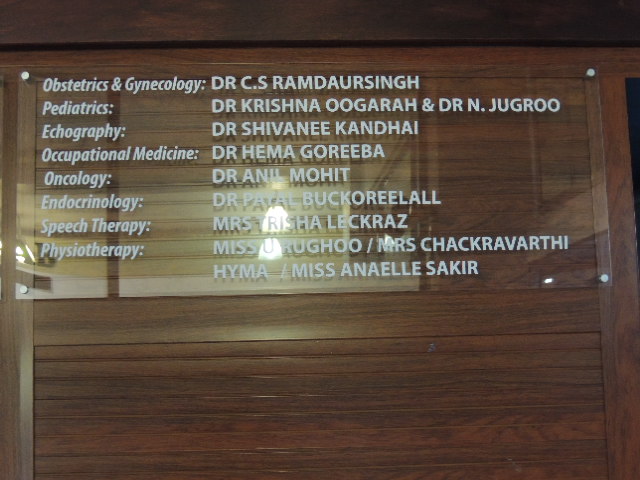 Obstetrics & Gynecology: DR C.S RAMDAURSINGH
Pediatrics: DR KRISHNA OOGARAH & DR N. JUGROO
Echography: DR SHIVANEE KANDHAI
Occupational Medicine: DR HEMA GOREEBA
Oncology: DR ANIL MOHIT
Endocrinology: DR PAYAL BUCKOREELALL
Speech Therapy: MRS TRISHA LECKRAZ
Physiotherapy: MISS U RUGHOO / MRS CHACKRAVARTHI
HYMA / MISS ANAELLE SAKIR